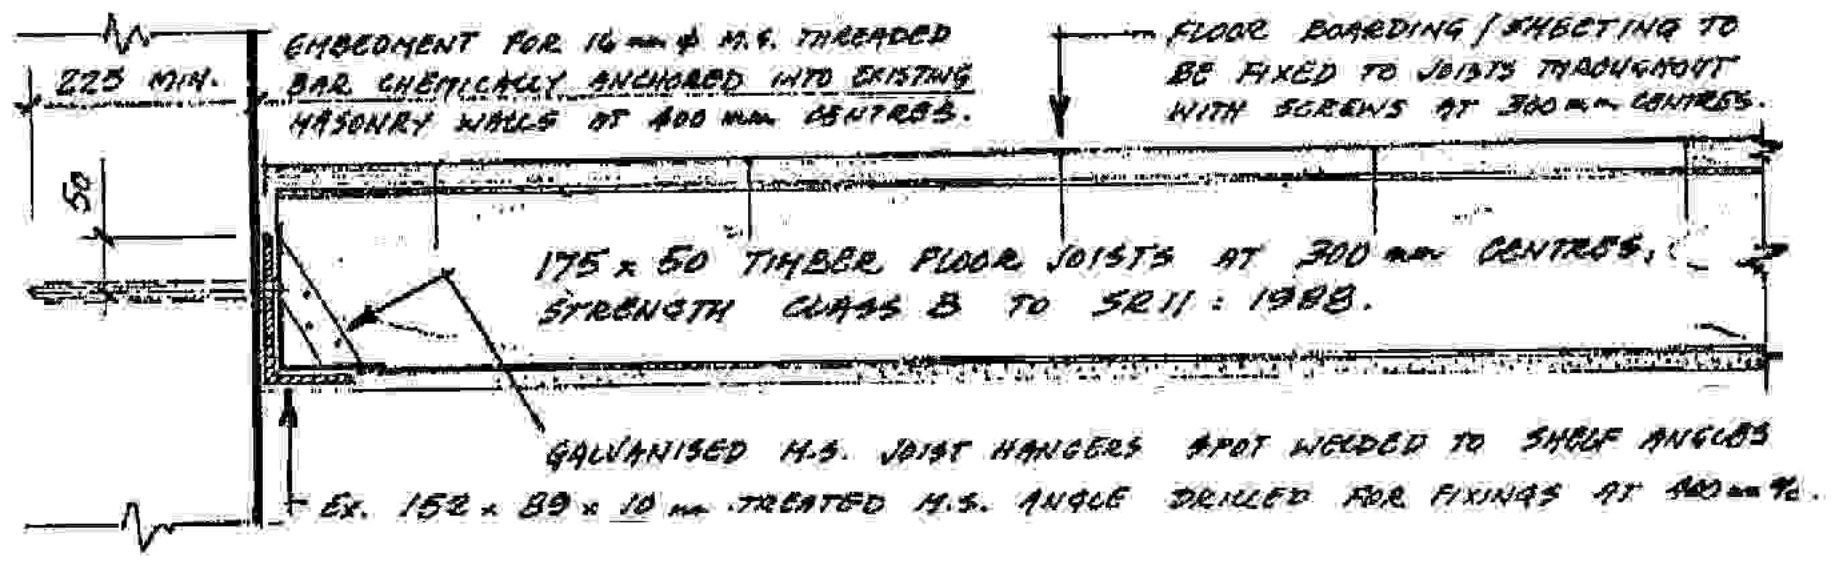 EMBEDMENT FOR 16 mm ϕ M.S. THREADED
BAR CHEMICALLY ANCHORED INTO EXISTING
MASONRY WALLS AT 400 mm CENTRES.
FLOOR BOARDING / SHEETING TO
BE FIXED TO JOISTS THROUGHOUT
WITH SCREWS AT 300 mm CENTRES.
225 MIN.
50
175 x 50 TIMBER FLOOR JOISTS AT 300 mm CENTRES,
STRENGTH CLASS B TO SR11 : 1988.
GALVANISED M.S. JOIST HANGERS SPOT WELDED TO SHELF ANGLES
Ex. 152 x 89 x 10 mm TREATED M.S. ANGLE DRILLED FOR FIXINGS AT 400 mm %.